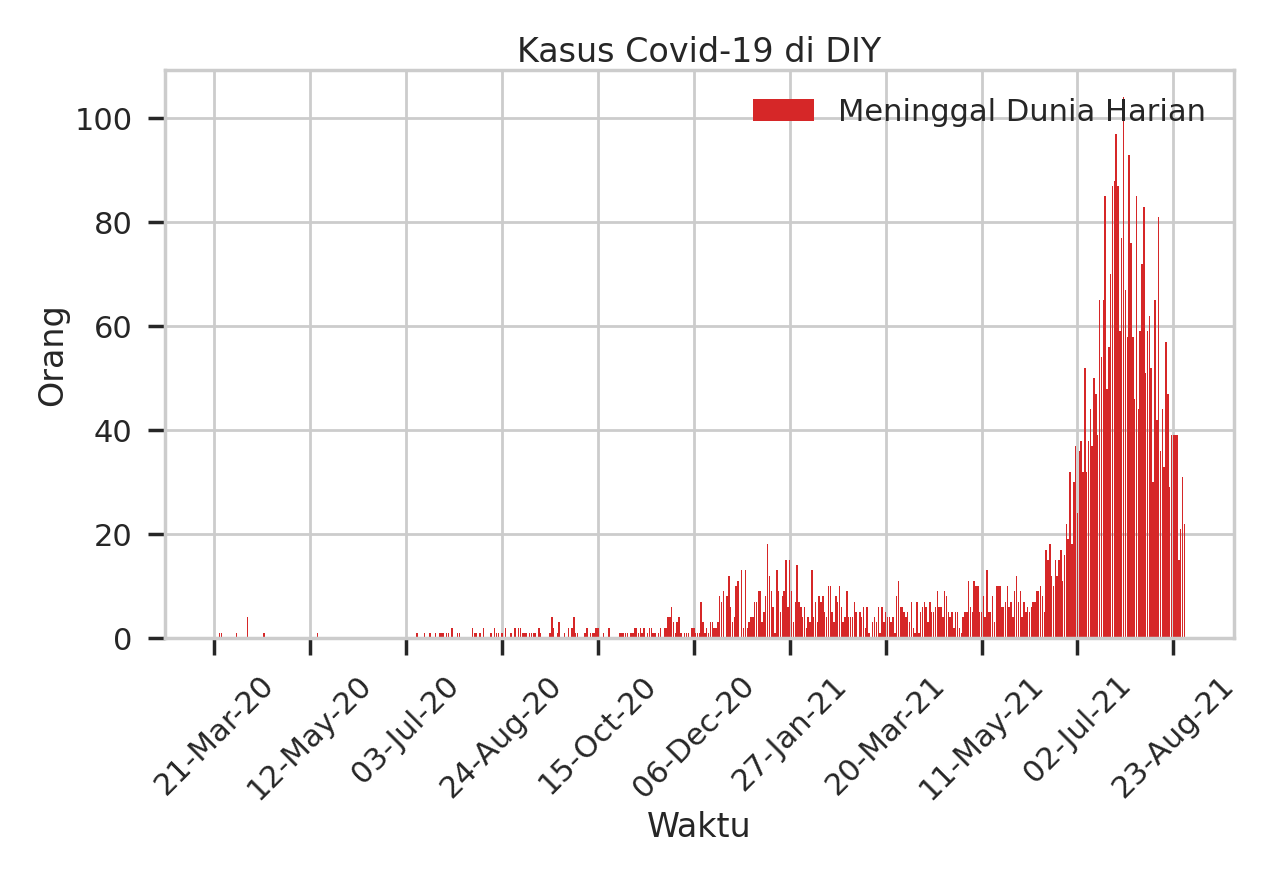 Kasus Covid-19 di DIY
Meninggal Dunia Harian
100
80
60
40
20
0
Orang
21-Mar-20
12-May-20
03-Jul-20
24-Aug-20
15-Oct-20
06-Dec-20
27-Jan-21
20-Mar-21
11-May-21
02-Jul-21
23-Aug-21
Waktu